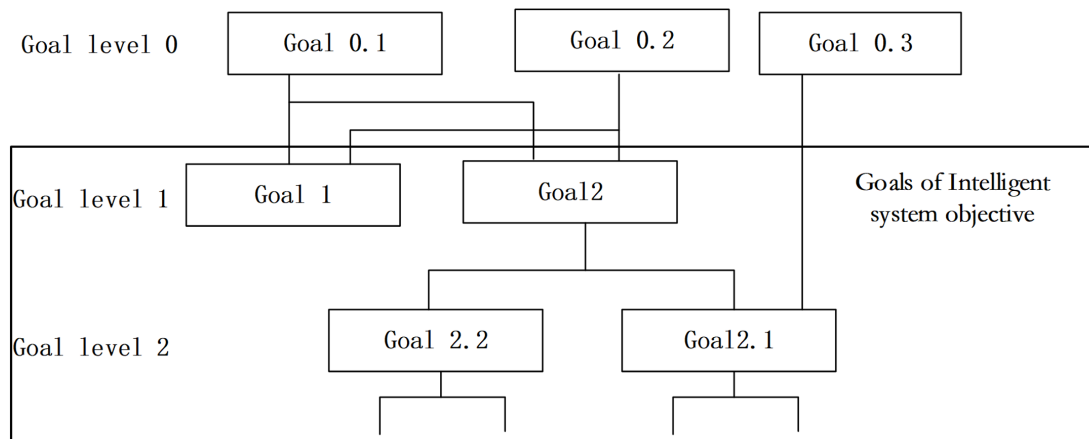 Goal level 0
Goal 0.1
Goal 0.2
Goal 0.3
Goal level 1
Goal 1
Goal2
Goals of Intelligent
system objective
Goal level 2
Goal 2.2
Goal2.1